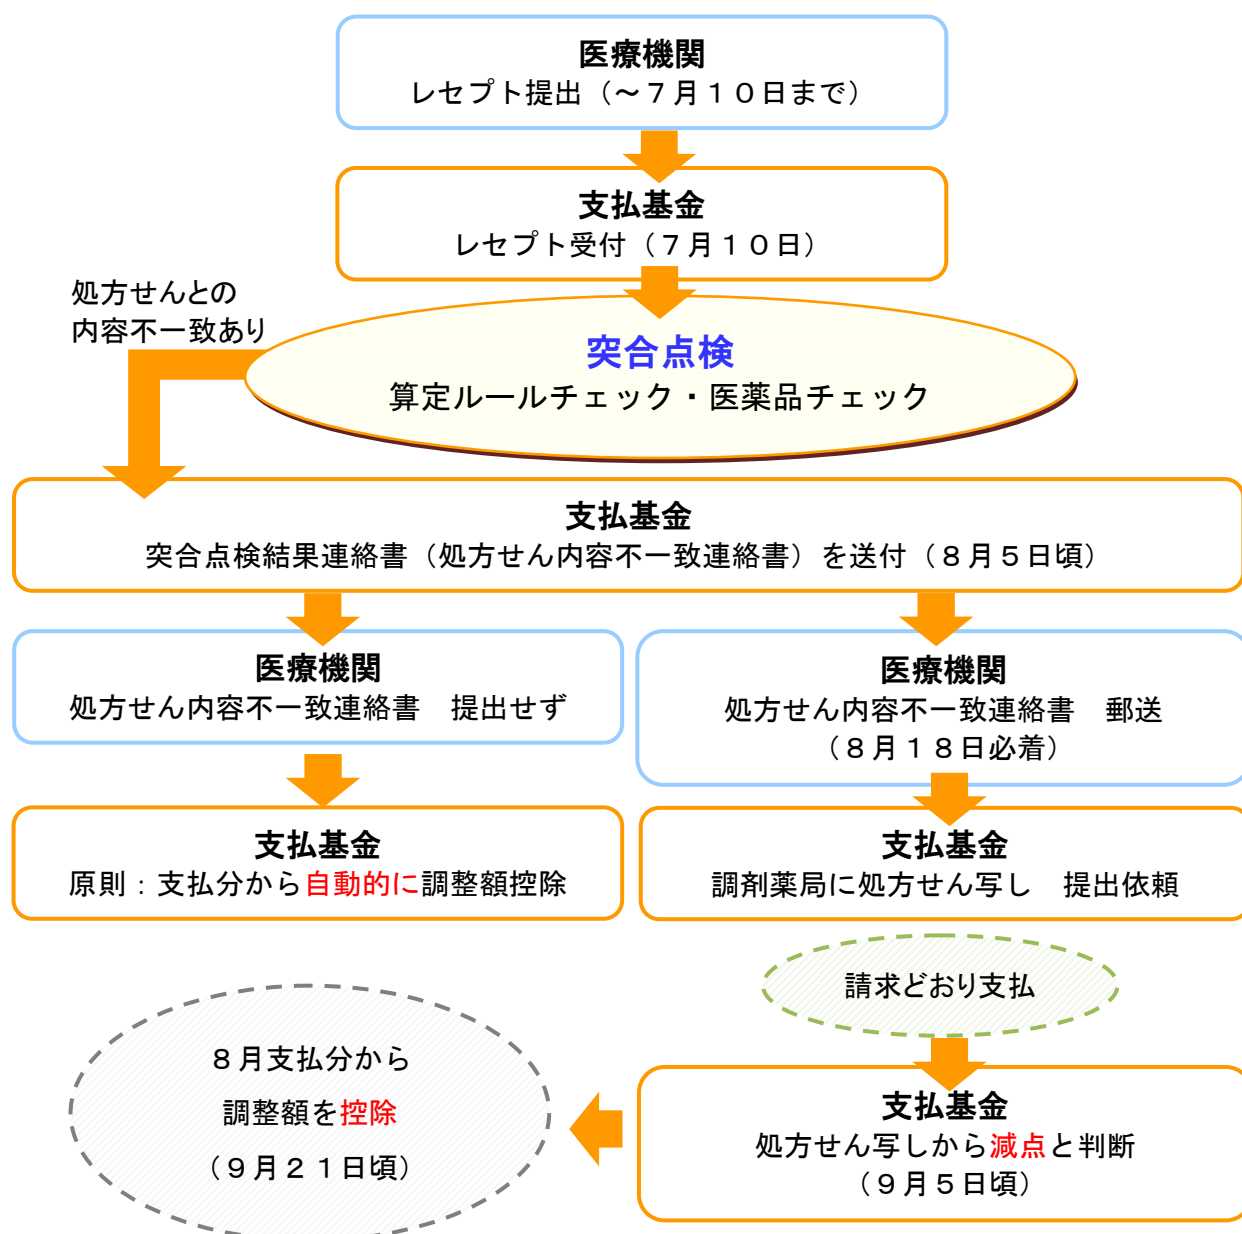 医療機関
レセプト提出（～７月１０日まで）
支払基金
レセプト受付（７月１０日）
処方せんとの
内容不一致あり
突合点検
算定ルールチェック・医薬品チェック
支払基金
突合点検結果連絡書（処方せん内容不一致連絡書）を送付（８月５日頃）
医療機関
処方せん内容不一致連絡書　提出せず
医療機関
処方せん内容不一致連絡書　郵送
（８月１８日必着）
支払基金
原則：支払分から自動的に調整額控除
支払基金
調剤薬局に処方せん写し　提出依頼
請求どおり支払
８月支払分から
調整額を控除
（９月２１日頃）
支払基金
処方せん写しから減点と判断
（９月５日頃）